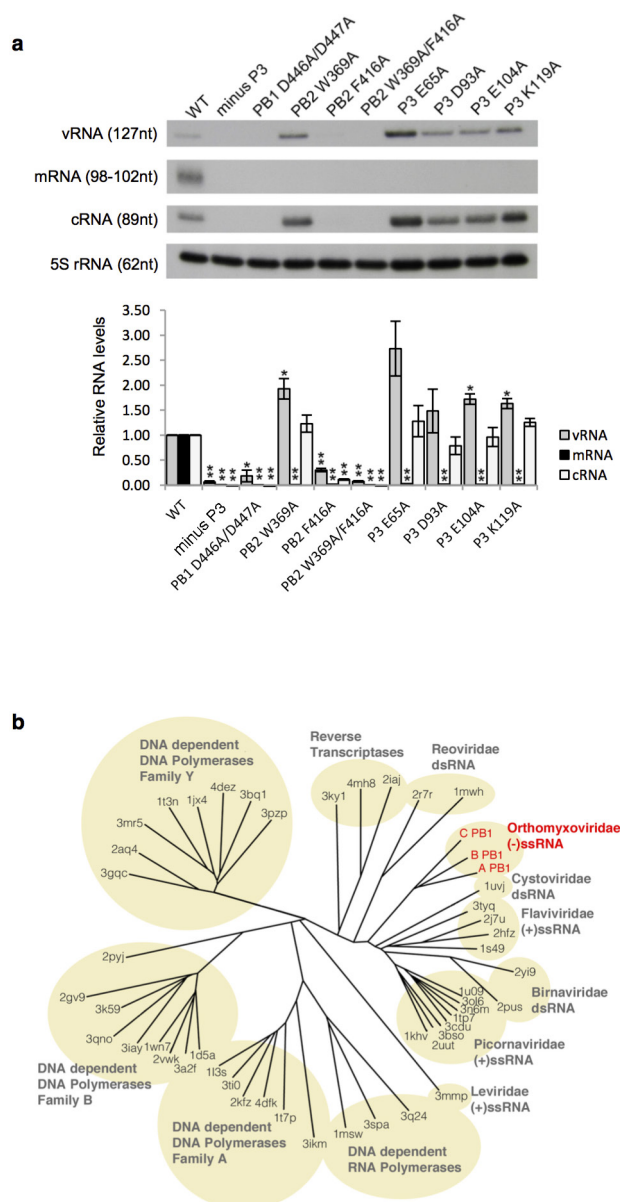 a
WT
minus P3
PB1 D446A/D447A
PB2 W369A
PB2 F416A
PB2 W369A/F416A
P3 E65A
P3 D93A
P3 E104A
P3 K119A
vRNA (127nt)
mRNA (98-102nt)
cRNA (89nt)
5S rRNA (62nt)
Relative RNA levels
3.50
3.00
2.50
2.00
1.50
1.00
0.50
0.00
** ** **
* ** **
* **
** ** **
** ** **
**
**
* **
* **
vRNA
mRNA
cRNA
WT
minus P3
PB1 D446A/D447A
PB2 W369A
PB2 F416A
PB2 W369A/F416A
P3 E65A
P3 D93A
P3 E104A
P3 K119A
b
DNA dependent
DNA Polymerases
Family Y
4dez
1jx4
3bq1
1t3n
3pzp
3mr5
2aq4
3gqc
Reverse
Transcriptases
4mh8
2iaj
3ky1
Reoviridae
dsRNA
2r7r
1mwh
C PB1
B PB1
A PB1
Orthomyxoviridae
(-)ssRNA
1uvj
Cystoviridae
dsRNA
3tyq
2j7u
2hfz
1s49
Flaviviridae
(+)ssRNA
2yi9
2pus
Birnaviridae
dsRNA
1u09
3ol6
3n6m
1tp7
3cdu
3bso
2uut
1khv
Picornaviridae
(+)ssRNA
3mmp
Leviridae
(+)ssRNA
2pyj
2gv9
3k59
3qno
3iay
1wn7
2vwk
3a2f
1d5a
DNA dependent
DNA Polymerases
Family B
1l3s
3ti0
2kfz
4dfk
1t7p
3ikm
DNA dependent
DNA Polymerases
Family A
1msw
3spa
3q24
DNA dependent
RNA Polymerases